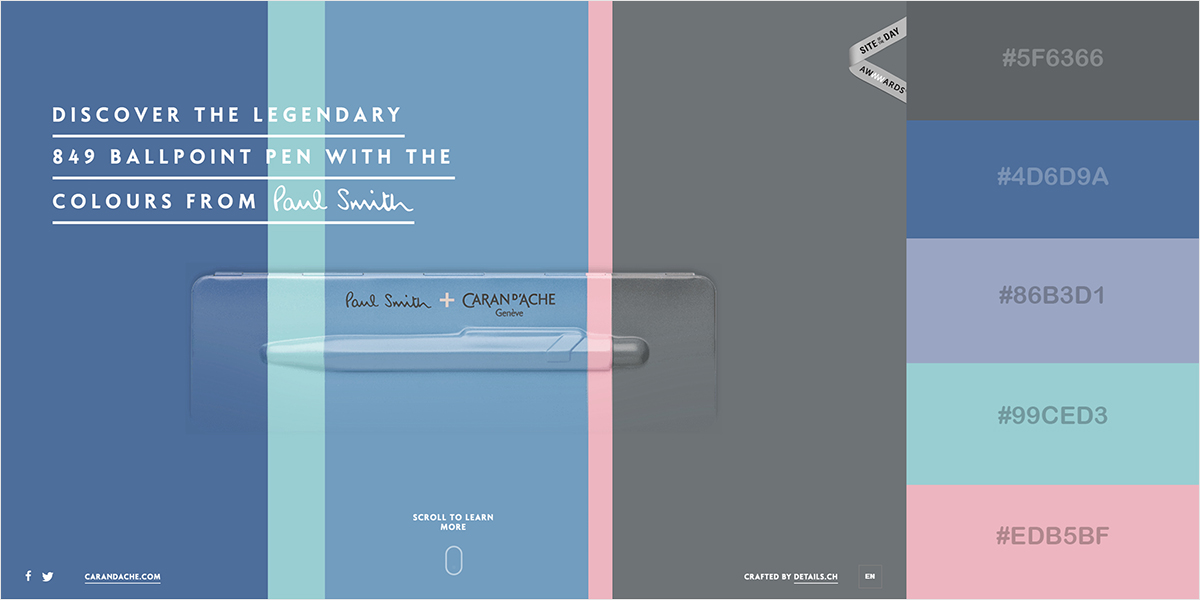 DISCOVER THE LEGENDARY
849 BALLPOINT PEN WITH THE
COLOURS FROM Paul Smith
Paul Smith + CARAN D'ACHE
Genève
SCROLL TO LEARN
MORE
CARANDACHE.COM
CRAFTED BY DETAILS.CH
EN
SITE OF THE DAY
AWWWARDS
#5F6366
#4D6D9A
#86B3D1
#99CED3
#EDB5BF